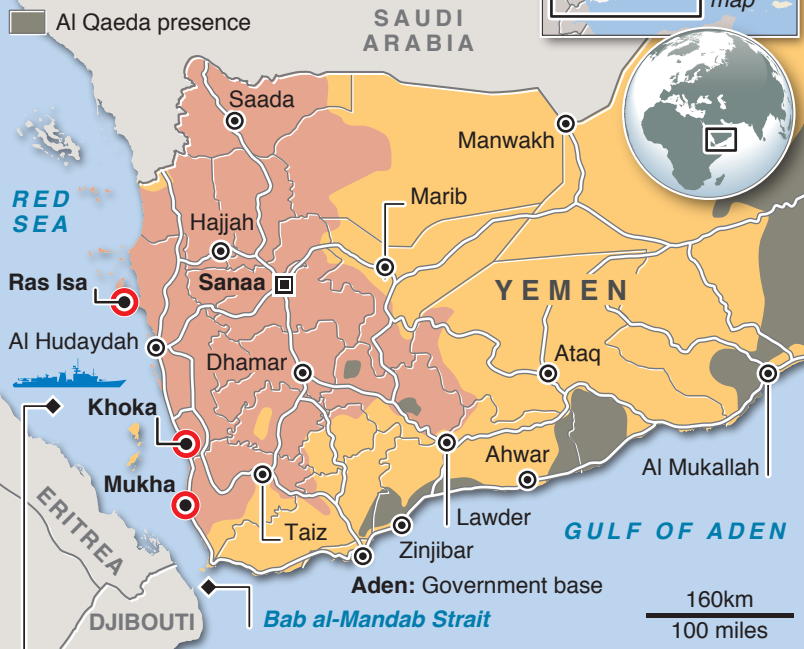 Al Qaeda presence
SAUDI
ARABIA
map
Saada
Manwakh
RED
SEA
Marib
Hajjah
Ras Isa
Sanaa
YEMEN
Al Hudaydah
Dhamar
Ataq
Khoka
Ahwar
Al Mukallah
Mukha
ERITREA
Taiz
Lawder
GULF OF ADEN
Zinjibar
Aden: Government base
160km
100 miles
DJIBOUTI
Bab al-Mandab Strait